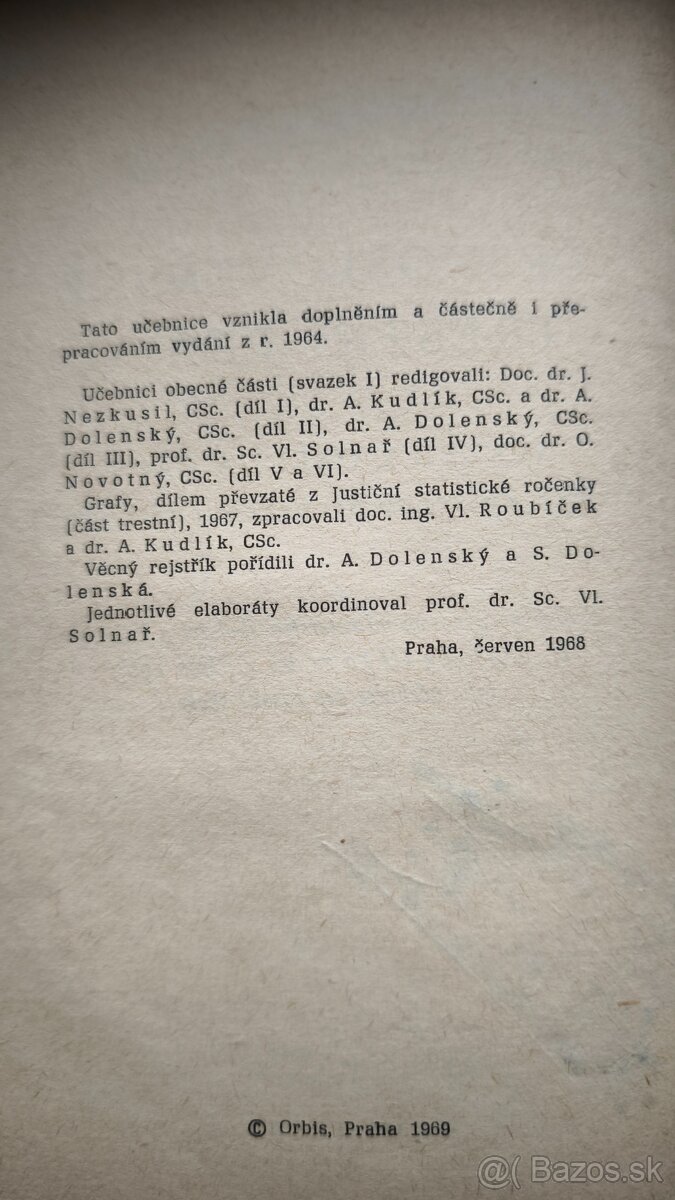 Tato učebnice vznikla doplněním a částečně i pře-
pracováním vydání z r. 1964.
Učebnici obecné části (svazek I) redigovali: Doc. dr. J.
Nezkusil, CSc. (díl I), dr. A. Kudlík, CSc. a dr. A.
Dolenský, CSc. (díl II), dr. A. Dolenský, CSc.
(díl III), prof. dr. Sc. Vl. Solnař (díl IV), doc. dr. O.
Novotný, CSc. (díl V a VI).
Grafy, dílem převzaté z Justiční statistické ročenky
(část trestní), 1967, zpracovali doc. ing. Vl. Roubíček
a dr. A. Kudlík, CSc.
Věcný rejstřík pořídili dr. A. Dolenský a S. Do-
lenská.
Jednotlivé elaboráty koordinoval prof. dr. Sc. Vl.
Solnař.
Praha, červen 1968
© Orbis, Praha 1969
@( Bazos.sk